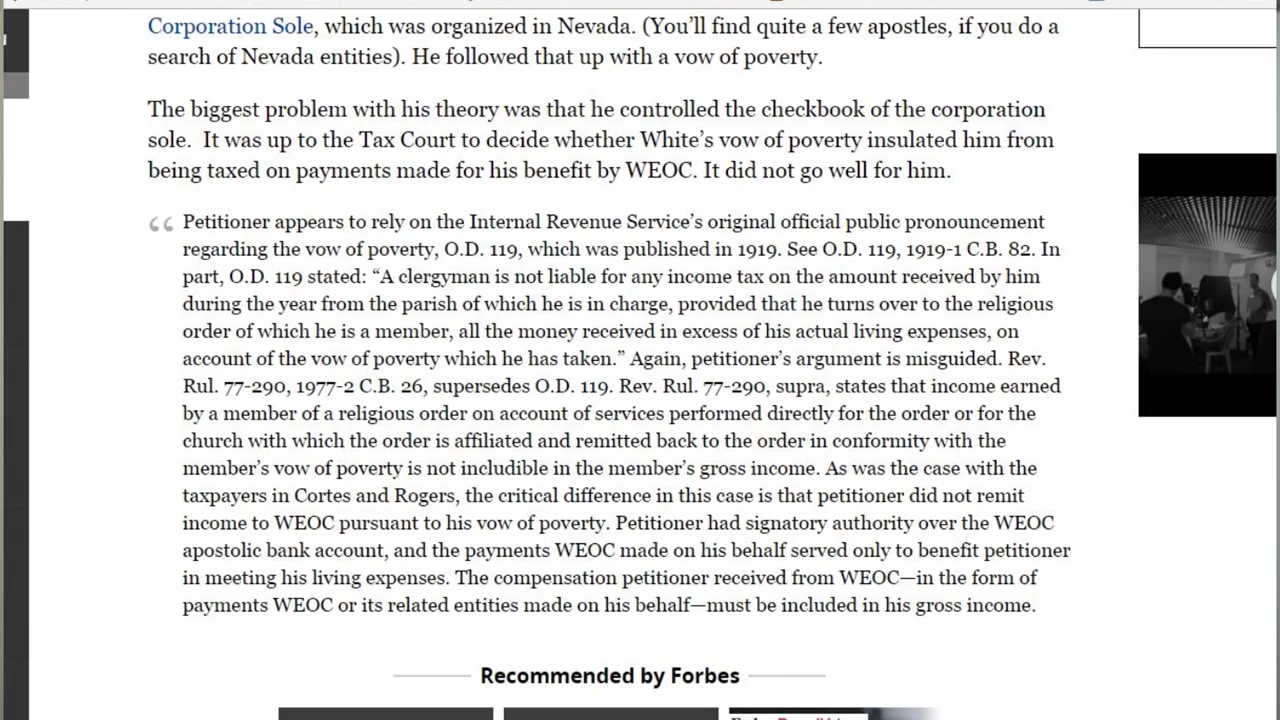 Corporation Sole, which was organized in Nevada. (You'll find quite a few apostles, if you do a
search of Nevada entities). He followed that up with a vow of poverty.
The biggest problem with his theory was that he controlled the checkbook of the corporation
sole.  It was up to the Tax Court to decide whether White's vow of poverty insulated him from
being taxed on payments made for his benefit by WEOC. It did not go well for him.
“ Petitioner appears to rely on the Internal Revenue Service's original official public pronouncement
regarding the vow of poverty, O.D. 119, which was published in 1919. See O.D. 119, 1919-1 C.B. 82. In
part, O.D. 119 stated: “A clergyman is not liable for any income tax on the amount received by him
during the year from the parish of which he is in charge, provided that he turns over to the religious
order of which he is a member, all the money received in excess of his actual living expenses, on
account of the vow of poverty which he has taken.” Again, petitioner's argument is misguided. Rev.
Rul. 77-290, 1977-2 C.B. 26, supersedes O.D. 119. Rev. Rul. 77-290, supra, states that income earned
by a member of a religious order on account of services performed directly for the order or for the
church with which the order is affiliated and remitted back to the order in conformity with the
member's vow of poverty is not includible in the member's gross income. As was the case with the
taxpayers in Cortes and Rogers, the critical difference in this case is that petitioner did not remit
income to WEOC pursuant to his vow of poverty. Petitioner had signatory authority over the WEOC
apostolic bank account, and the payments WEOC made on his behalf served only to benefit petitioner
in meeting his living expenses. The compensation petitioner received from WEOC—in the form of
payments WEOC or its related entities made on his behalf—must be included in his gross income.
Recommended by Forbes